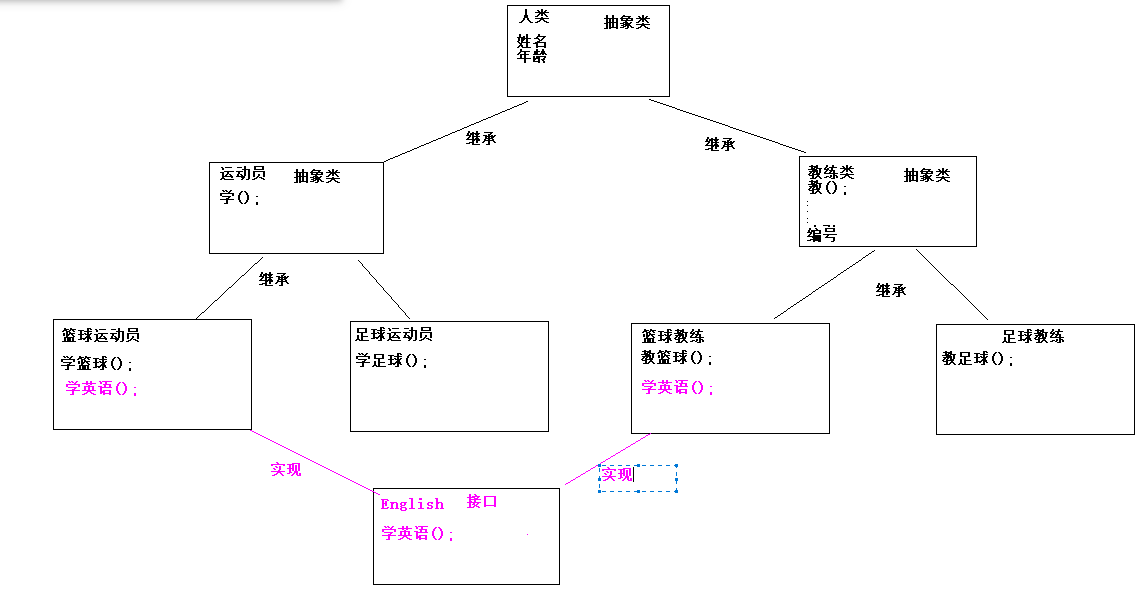 人类 抽象类
姓名
年龄
继承
继承
运动员 抽象类
学();
教练类 抽象类
教();
编号
继承
继承
篮球运动员
学篮球();
学英语();
足球运动员
学足球();
篮球教练
教篮球();
学英语();
足球教练
教足球();
实现
实现
English 接口
学英语();